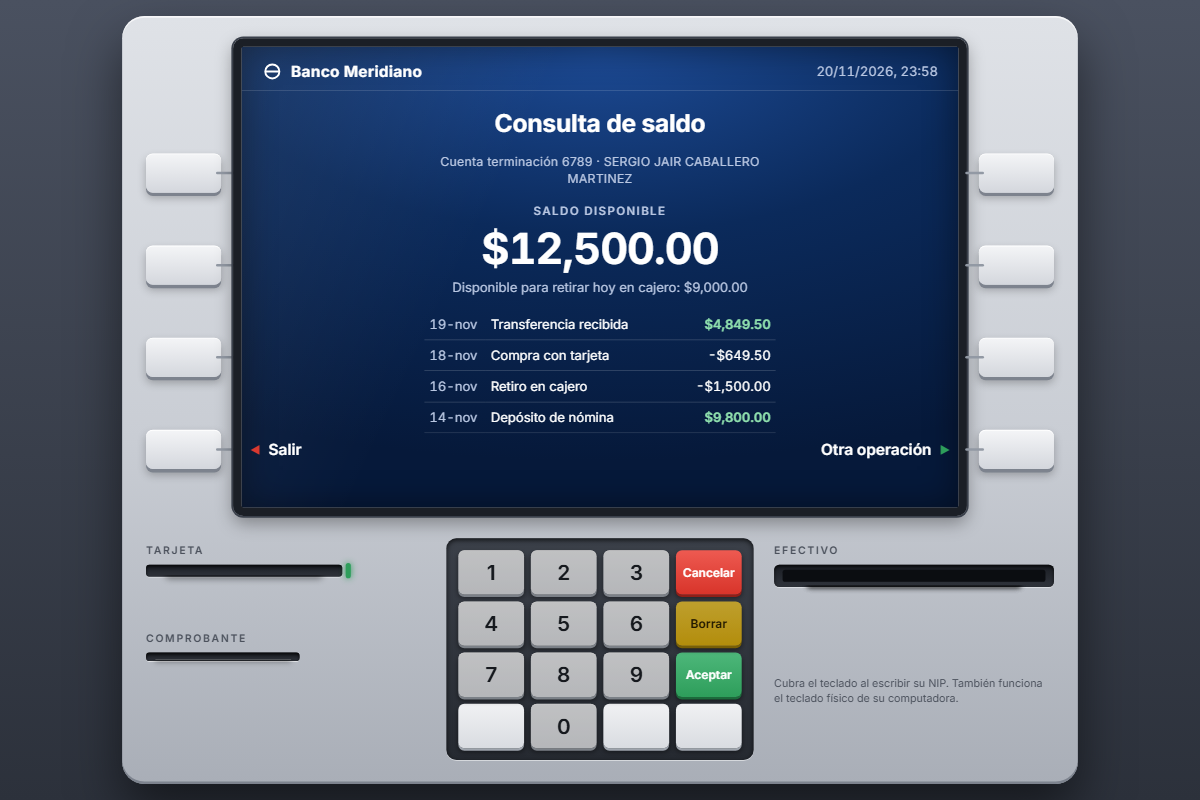 Banco Meridiano
20/11/2026, 23:58
Consulta de saldo
Cuenta terminación 6789 · SERGIO JAIR CABALLERO
MARTINEZ
SALDO DISPONIBLE
$12,500.00
Disponible para retirar hoy en cajero: $9,000.00
19-nov Transferencia recibida $4,849.50
18-nov Compra con tarjeta -$649.50
16-nov Retiro en cajero -$1,500.00
14-nov Depósito de nómina $9,800.00
Salir
Otra operación
TARJETA
COMPROBANTE
1 2 3 Cancelar
4 5 6 Borrar
7 8 9 Aceptar
0
EFECTIVO
Cubra el teclado al escribir su NIP. También funciona
el teclado físico de su computadora.